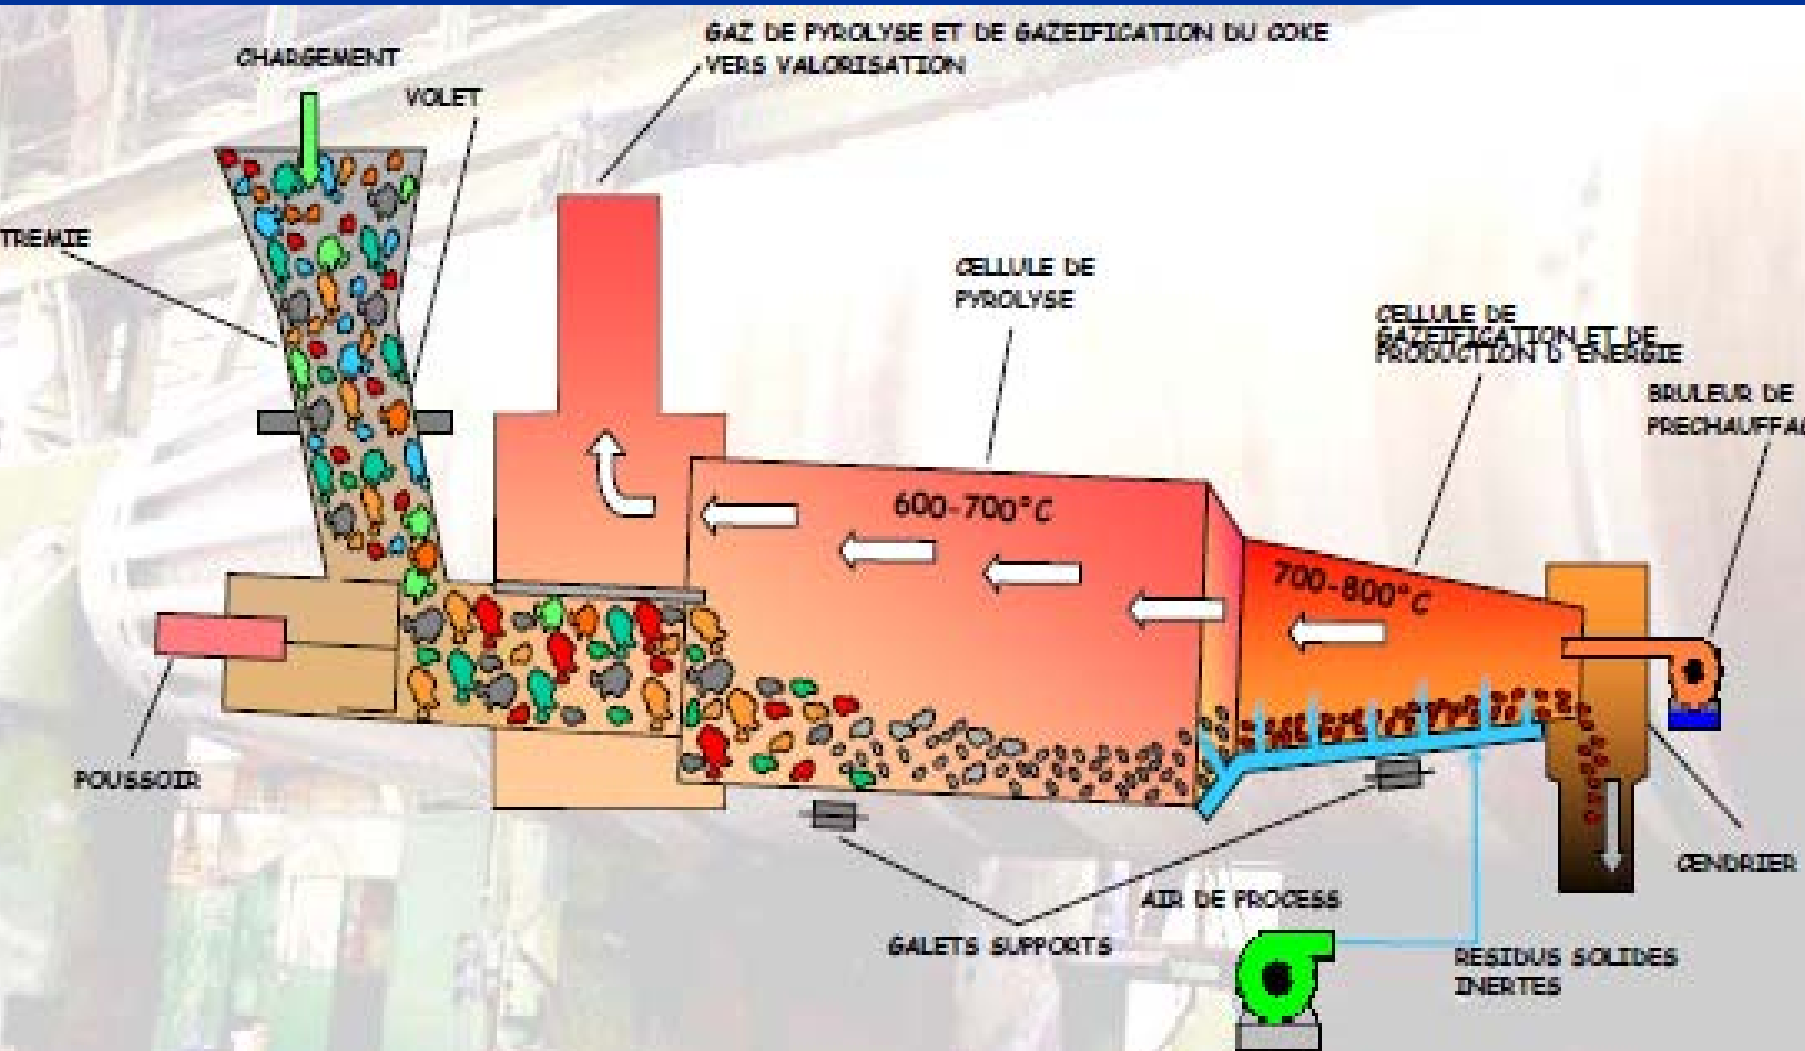 GAZ DE PYROLYSE ET DE GAZEIFICATION DU COKE
VERS VALORISATION
CHARGEMENT
VOLET
TREMIE
CELLULE DE
PYROLYSE
CELLULE DE
GAZEIFICATION ET DE
PRODUCTION D ENERGIE
BRULEUR DE
PRECHAUFFAG
600-700°C
700-800°C
POUSSOIR
CENDRIER
AIR DE PROCESS
GALETS SUPPORTS
RESIDUS SOLIDES
INERTES